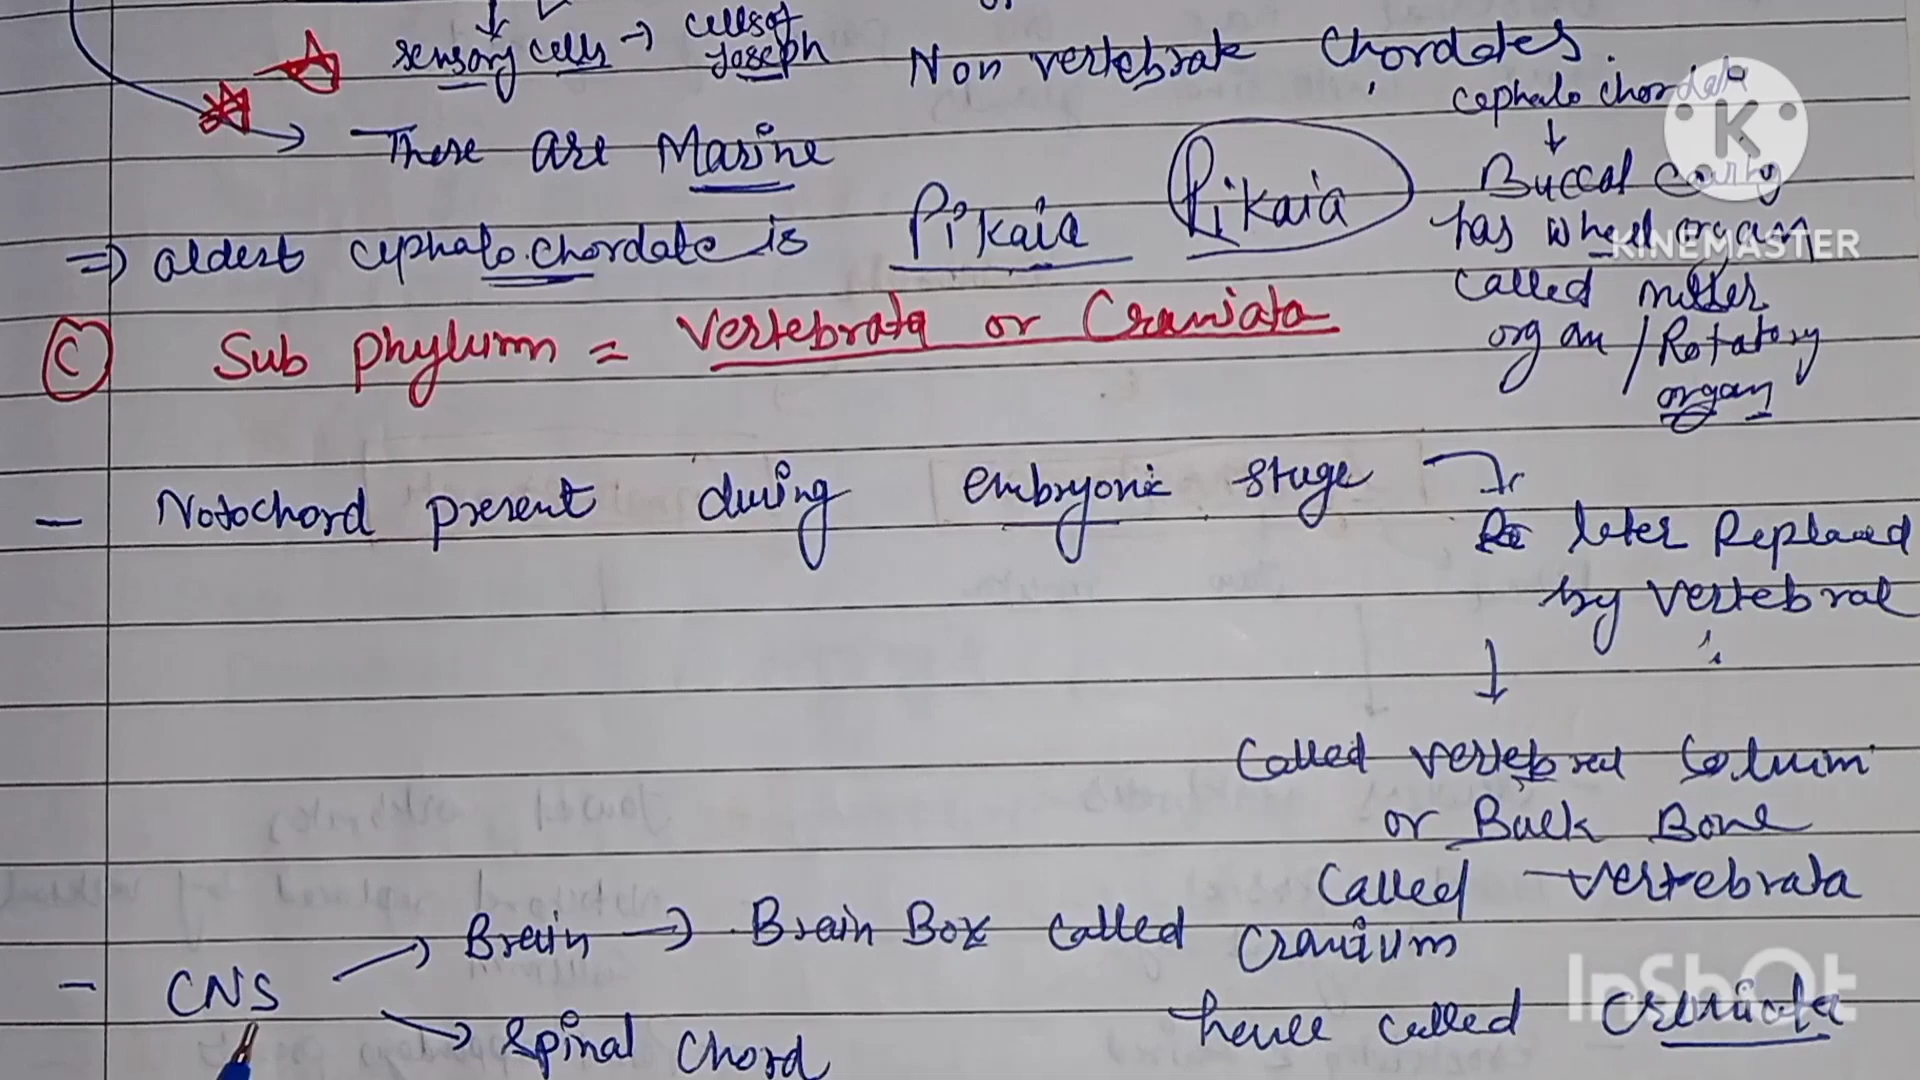 sensory cells → cells of Joseph
Non vertebrate Chordates.
→ These are Marine
⇒ oldest cephalo.chordate is Pikaia Pikaia
cephalochordate
↓
Buccal cavity
has wheel organ
called muller
organ / Rotatory
organ
(C) Sub phylum = Vertebrata or Craniata
— Notochord present during embryonic stage
later Replaced
by vertebral
↓
Called vertebral Column
or Back Bone
Called vertebrata
- CNS → Brain → Brain Box called Cranium
→ Spinal Chord
hence called Craniata
K
KINEMASTER
InShOt